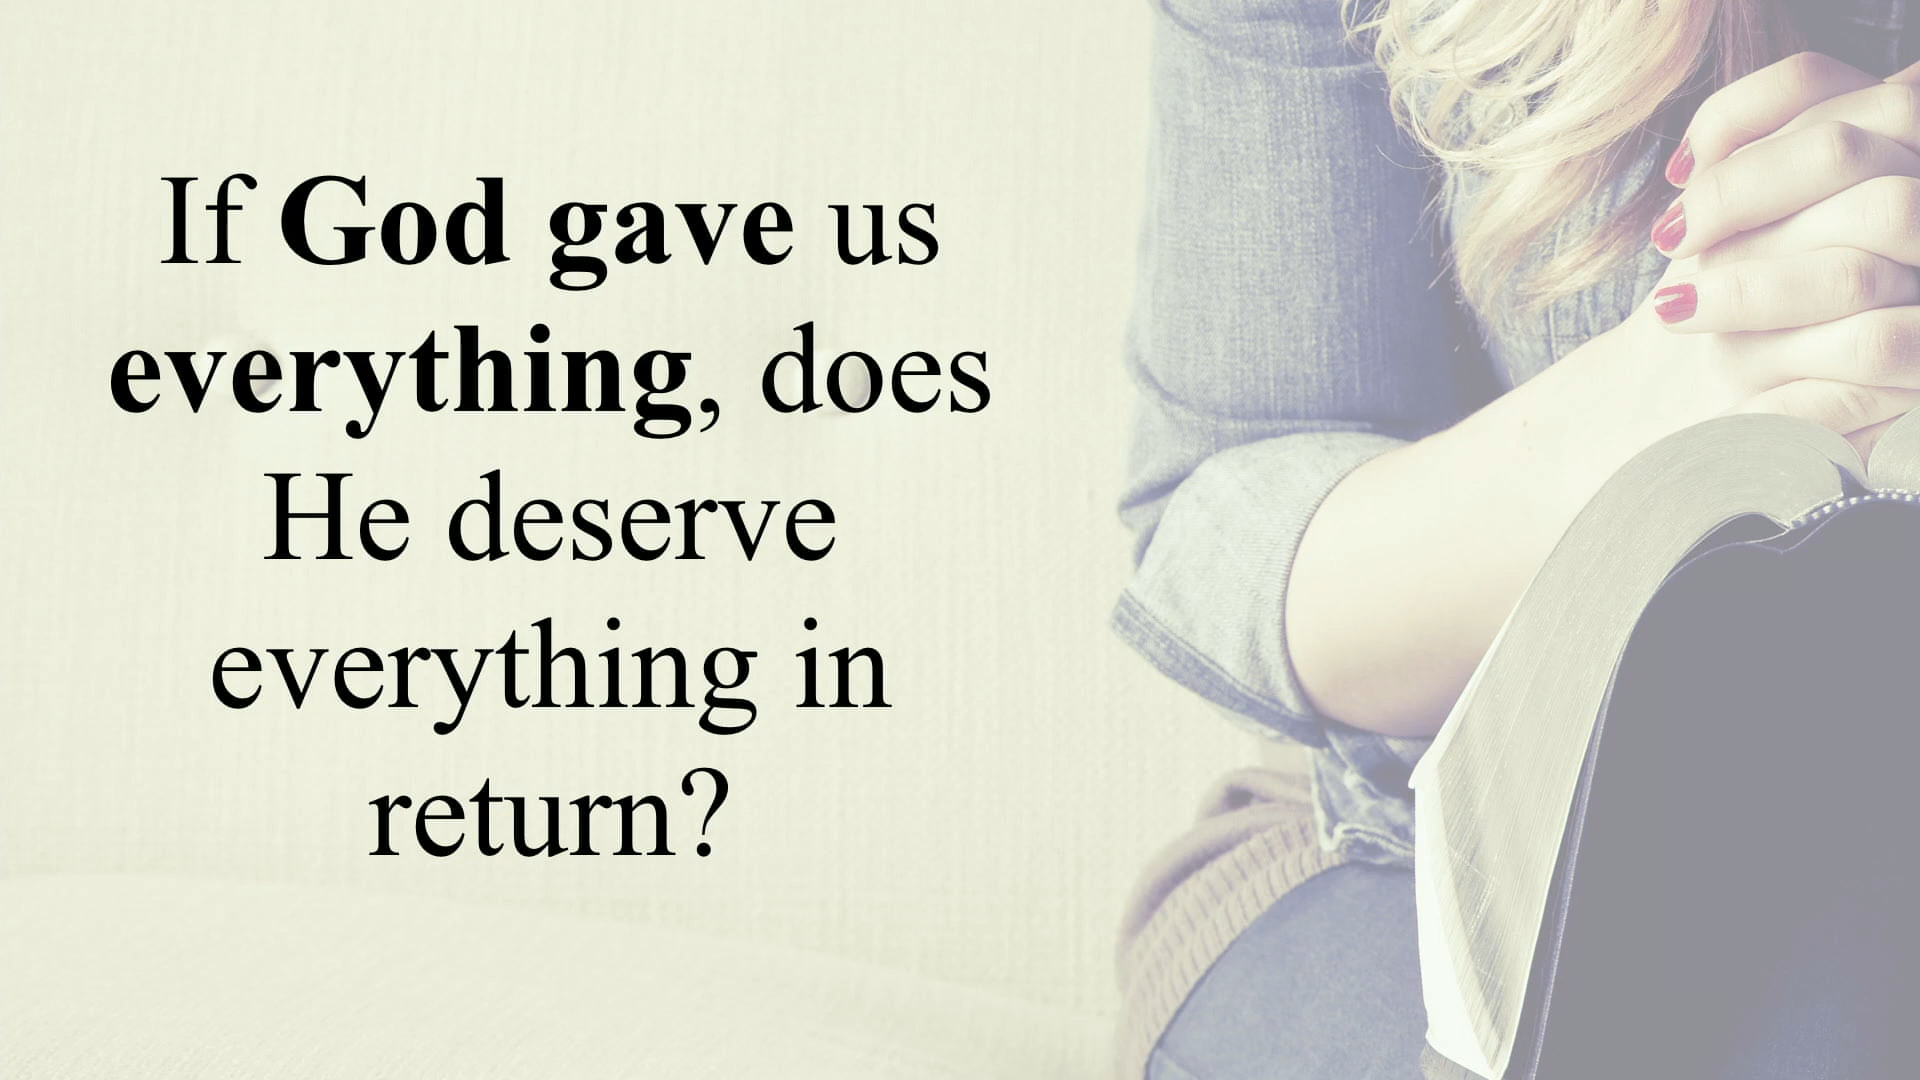 If God gave us
everything, does
He deserve
everything in
return?